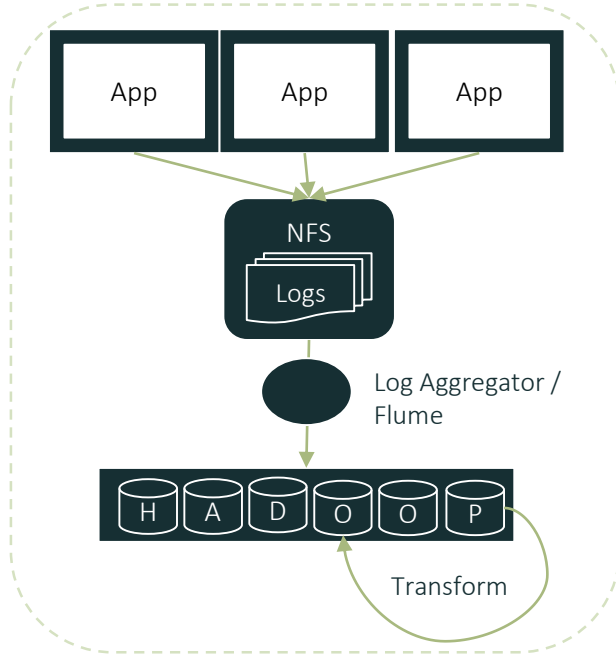 App
App
App
NFS
Logs
Log Aggregator /
Flume
H A D O O P
Transform